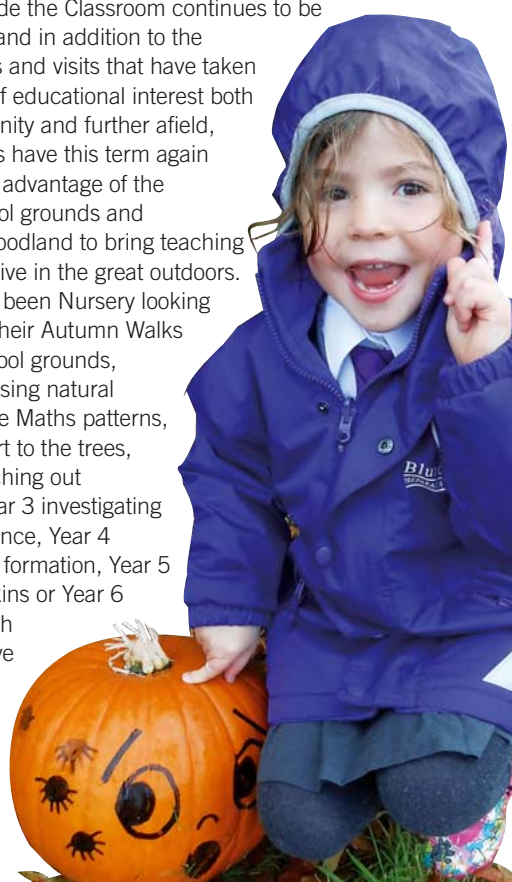 de the Classroom continues to be
and in addition to the
s and visits that have taken
f educational interest both
nity and further afield,
s have this term again
advantage of the
ol grounds and
oodland to bring teaching
ive in the great outdoors.
been Nursery looking
heir Autumn Walks
ool grounds,
sing natural
e Maths patterns,
rt to the trees,
ching out
ar 3 investigating
nce, Year 4
formation, Year 5
kins or Year 6
h
ve